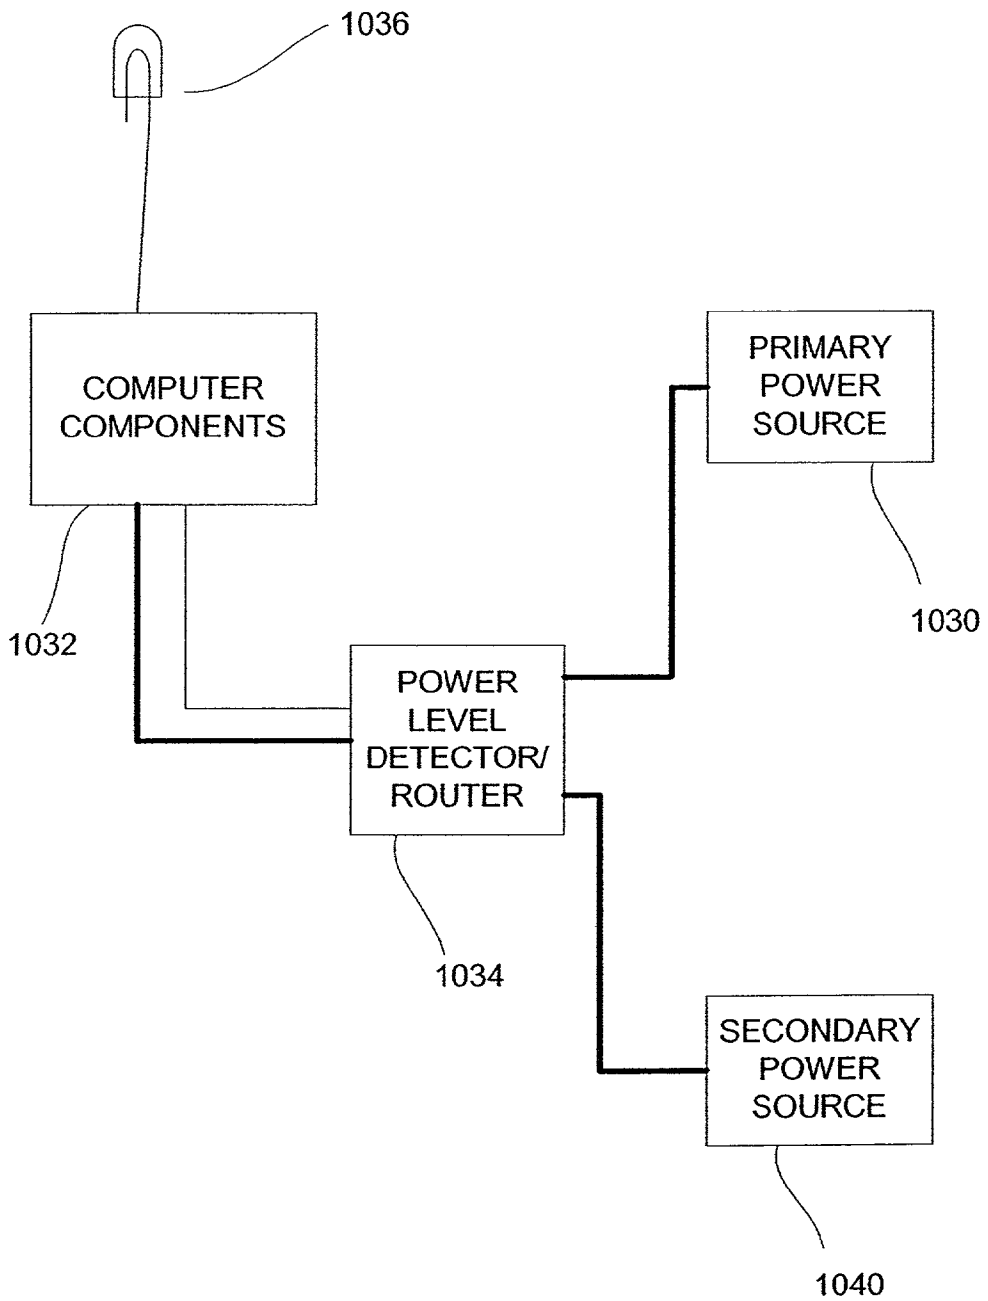 1036
COMPUTER
COMPONENTS
PRIMARY
POWER
SOURCE
1032
1030
POWER
LEVEL
DETECTOR/
ROUTER
1034
SECONDARY
POWER
SOURCE
1040